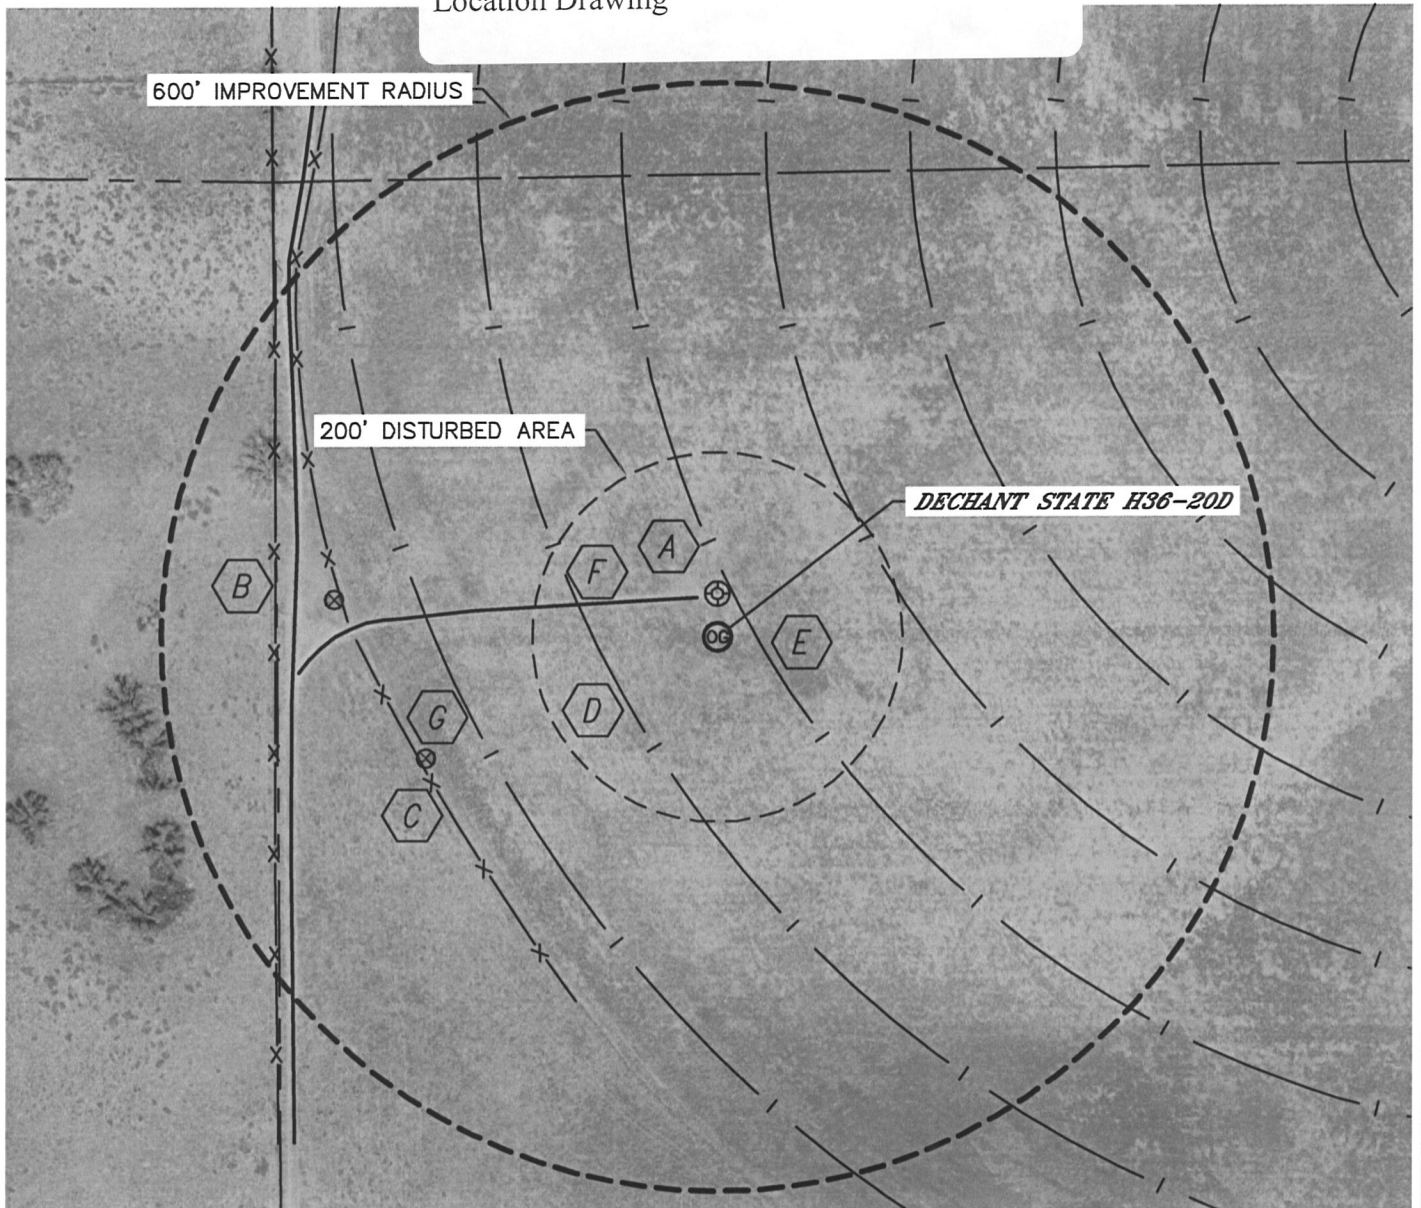 Location Drawing
600' IMPROVEMENT RADIUS
200' DISTURBED AREA
DECHANT STATE H36-20D
A
F
B
OG
E
G
D
C